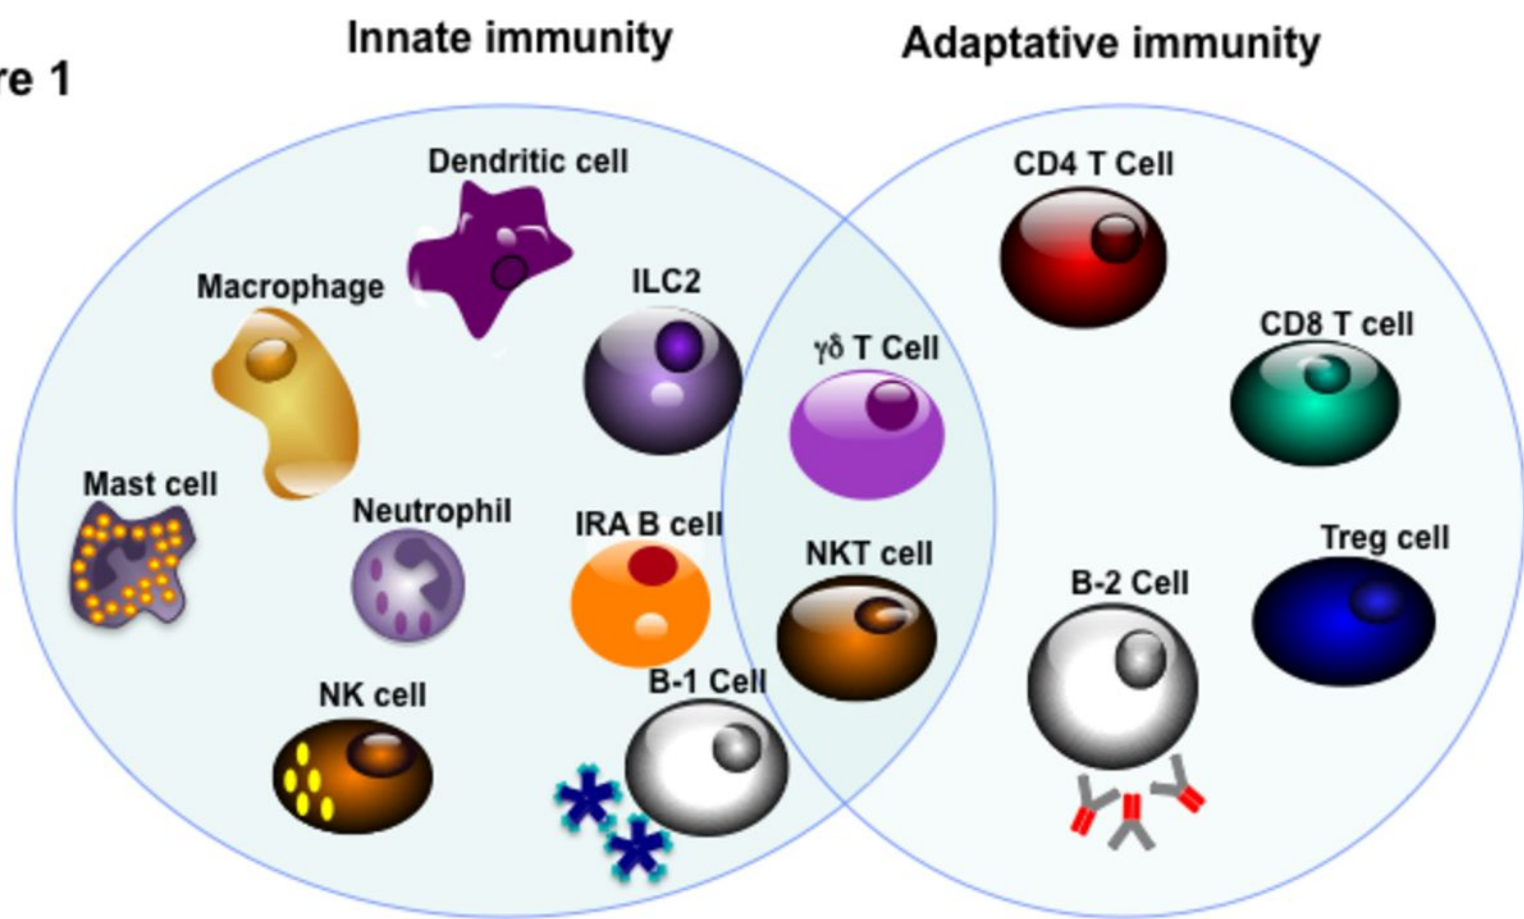 Innate immunity
Adaptative immunity
re 1
Dendritic cell
CD4 T Cell
Macrophage
ILC2
CD8 T cell
γδ T Cell
Mast cell
Neutrophil
IRA B cell
NKT cell
Treg cell
B-2 Cell
NK cell
B-1 Cell